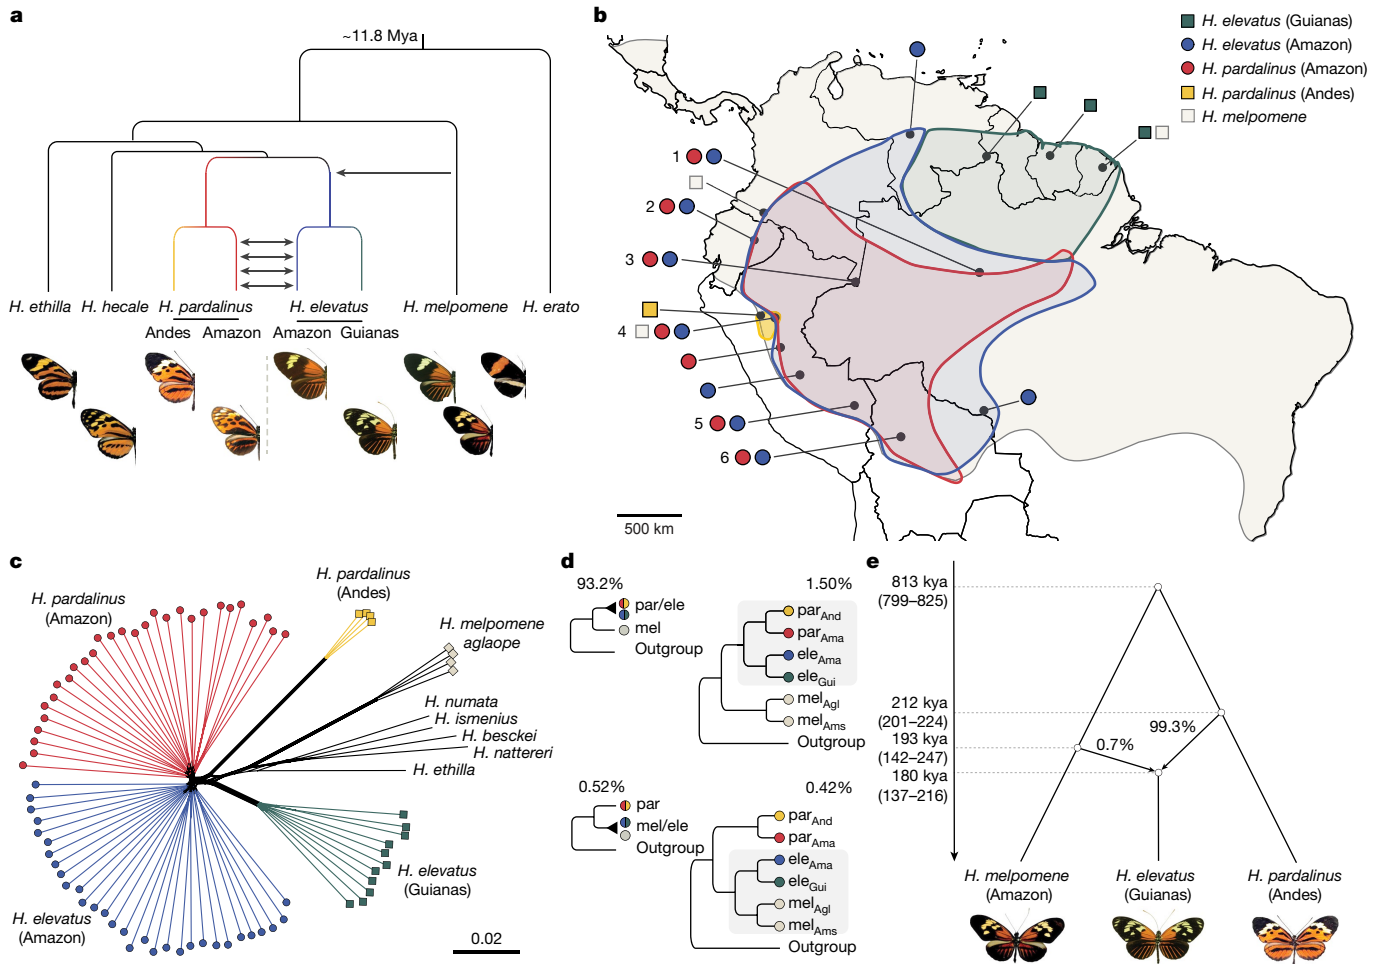 a
~11.8 Mya
H. ethilla H. hecale H. pardalinus H. elevatus H. melpomene H. erato
Andes Amazon Amazon Guianas
b
H. elevatus (Guianas)
H. elevatus (Amazon)
H. pardalinus (Amazon)
H. pardalinus (Andes)
H. melpomene
1
2
3
4
5
6
500 km
c
H. pardalinus
(Amazon)
H. pardalinus
(Andes)
H. melpomene
aglaope
H. numata
H. ismenius
H. besckei
H. nattereri
H. ethilla
H. elevatus
(Guianas)
H. elevatus
(Amazon)
0.02
d
93.2%
par/ele
mel
Outgroup
1.50%
parAnd
parAma
eleAma
eleGui
melAgl
melAms
Outgroup
0.52%
par
mel/ele
Outgroup
0.42%
parAnd
parAma
eleAma
eleGui
melAgl
melAms
Outgroup
e
813 kya
(799–825)
212 kya
(201–224)
193 kya
(142–247)
180 kya
(137–216)
99.3%
0.7%
H. melpomene H. elevatus H. pardalinus
(Amazon) (Guianas) (Andes)